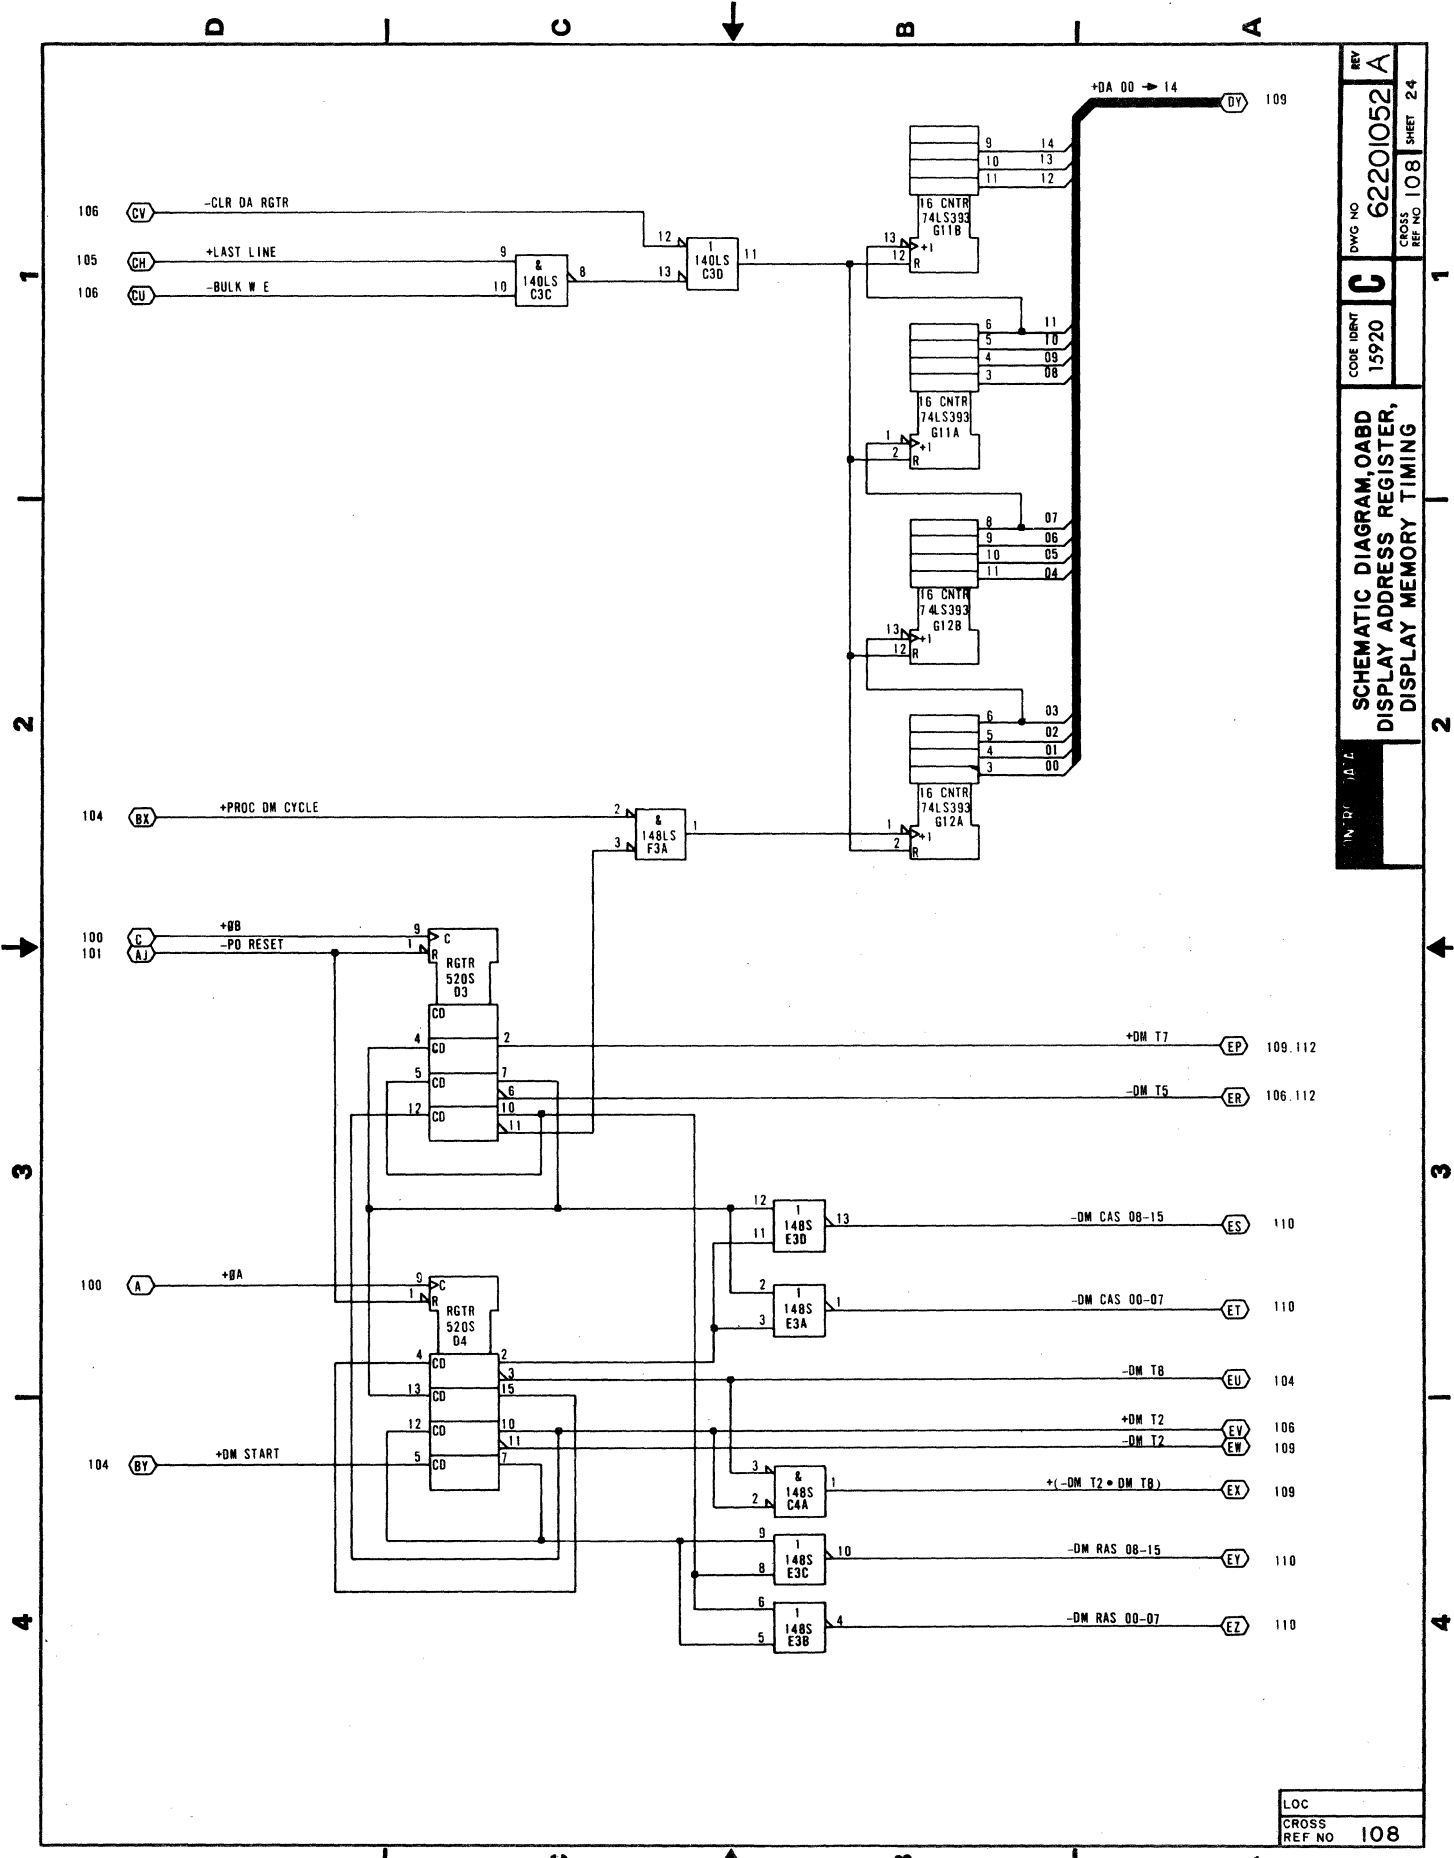 D
C
B
A
+DA 00 → 14
DY 109
9 14
10 13
11 12
16 CNTR
74LS393
G11B
13 +1
12 R
106 CV -CLR DA RGTR
105 CH +LAST LINE
106 CU -BULK W E
9
10
&
140LS
C3C
8
12
13
1
140LS
C3D
11
1
1
6 11
5 10
4 09
3 08
16 CNTR
74LS393
G11A
1 +1
2 R
8 07
9 06
10 05
11 04
16 CNTR
74LS393
G12B
13 +1
12 R
2
2
6 03
5 02
4 01
3 00
16 CNTR
74LS393
G12A
1 +1
2 R
104 BX +PROC DM CYCLE
2
3
&
148LS
F3A
1
100 C +ØB
101 AJ -PO RESET
9 C
1 R
RGTR
520S
D3
CD
4 CD 2
5 CD 7
6
12 CD 10
11
+DM T7 EP 109.112
-DM T5 ER 106.112
3
3
12
11
1
148S
E3D
13
-DM CAS 08-15 ES 110
2
3
1
148S
E3A
1
-DM CAS 00-07 ET 110
100 A +ØA
9 C
1 R
RGTR
520S
D4
4 CD 2
3
13 CD 15
12 CD 10
11
5 CD 7
104 BY +DM START
-DM T8 EU 104
+DM T2 EV 106
-DM T2 EW 109
3
2
&
148S
C4A
1
+(-DM T2 • DM T8) EX 109
9
8
1
148S
E3C
10
-DM RAS 08-15 EY 110
6
5
1
148S
E3B
4
-DM RAS 00-07 EZ 110
4
4
REV A
DWG NO 62201052
CROSS REF NO 108 SHEET 24
C
CODE IDENT
15920
SCHEMATIC DIAGRAM, OABD
DISPLAY ADDRESS REGISTER,
DISPLAY MEMORY TIMING
LOC
CROSS
REF NO 108